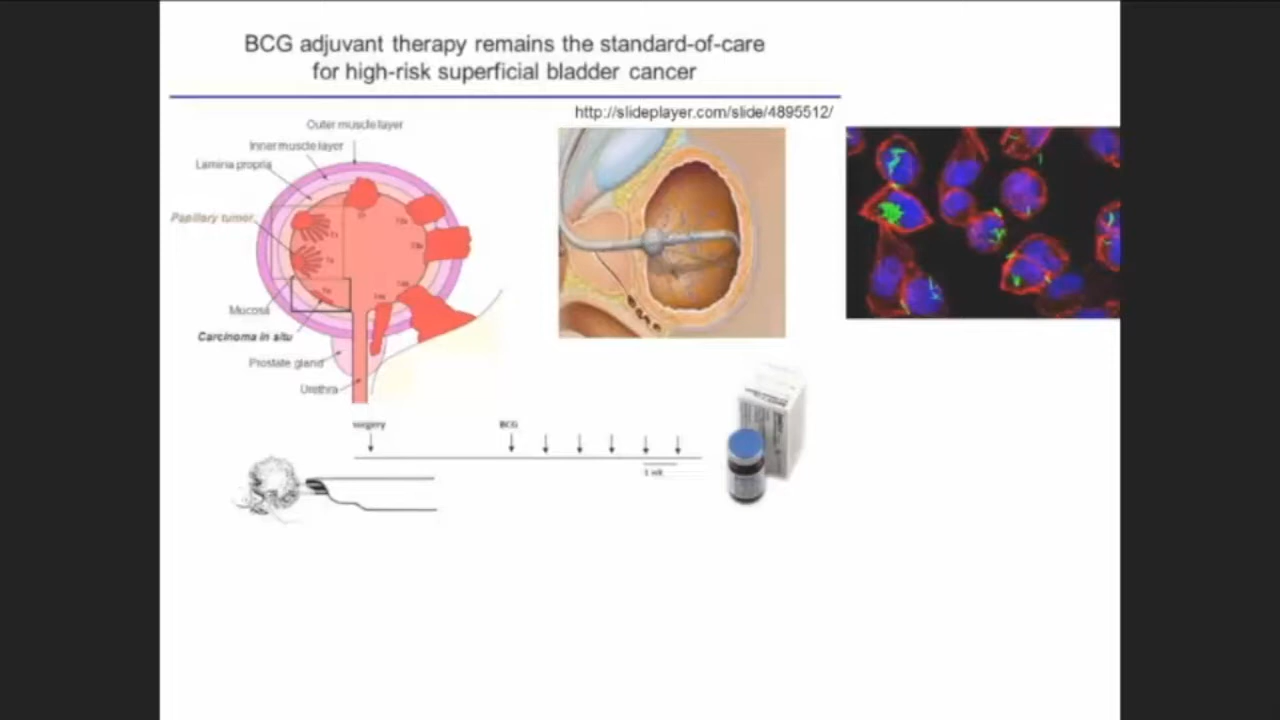 BCG adjuvant therapy remains the standard-of-care
for high-risk superficial bladder cancer
http://slideplayer.com/slide/4895512/
Outer muscle layer
Inner muscle layer
Lamina propria
Papillary tumor
Mucosa
Carcinoma in situ
Prostate gland
Urethra
surgery
BCG
1 wk